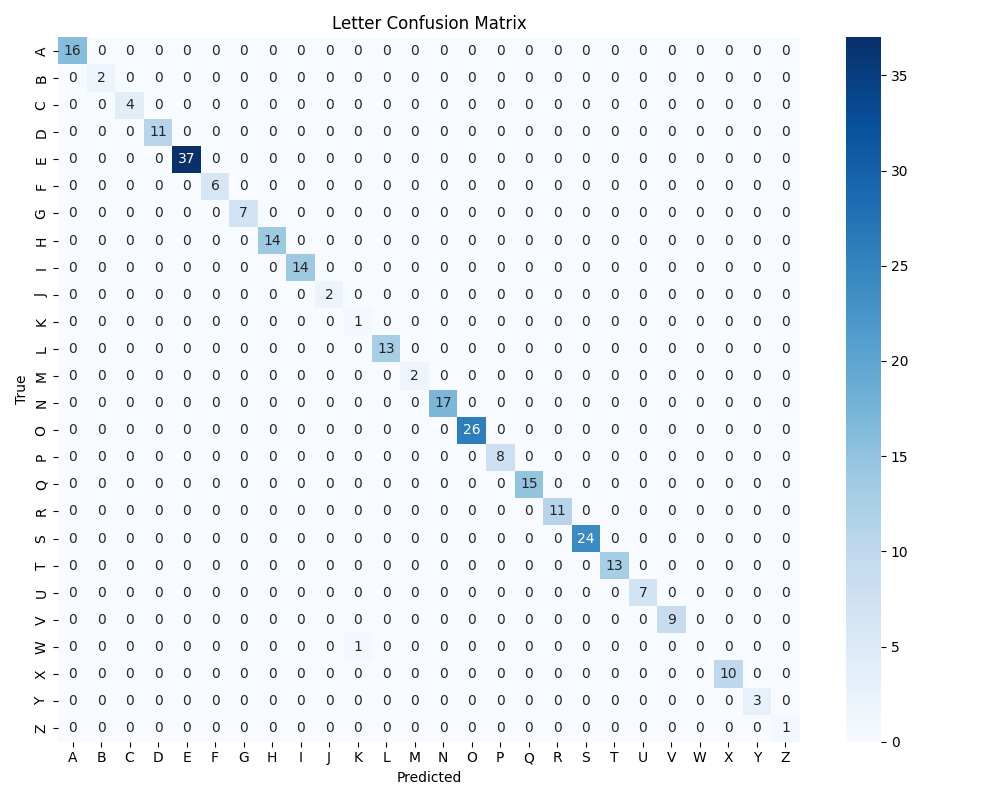 Letter Confusion Matrix
A 16 0 0 0 0 0 0 0 0 0 0 0 0 0 0 0 0 0 0 0 0 0 0 0 0 0
B 0 2 0 0 0 0 0 0 0 0 0 0 0 0 0 0 0 0 0 0 0 0 0 0 0 0
C 0 0 4 0 0 0 0 0 0 0 0 0 0 0 0 0 0 0 0 0 0 0 0 0 0 0
D 0 0 0 11 0 0 0 0 0 0 0 0 0 0 0 0 0 0 0 0 0 0 0 0 0 0
E 0 0 0 0 37 0 0 0 0 0 0 0 0 0 0 0 0 0 0 0 0 0 0 0 0 0
F 0 0 0 0 0 6 0 0 0 0 0 0 0 0 0 0 0 0 0 0 0 0 0 0 0 0
G 0 0 0 0 0 0 7 0 0 0 0 0 0 0 0 0 0 0 0 0 0 0 0 0 0 0
H 0 0 0 0 0 0 0 14 0 0 0 0 0 0 0 0 0 0 0 0 0 0 0 0 0 0
I 0 0 0 0 0 0 0 0 14 0 0 0 0 0 0 0 0 0 0 0 0 0 0 0 0 0
J 0 0 0 0 0 0 0 0 0 2 0 0 0 0 0 0 0 0 0 0 0 0 0 0 0 0
K 0 0 0 0 0 0 0 0 0 0 1 0 0 0 0 0 0 0 0 0 0 0 0 0 0 0
L 0 0 0 0 0 0 0 0 0 0 0 13 0 0 0 0 0 0 0 0 0 0 0 0 0 0
M 0 0 0 0 0 0 0 0 0 0 0 0 2 0 0 0 0 0 0 0 0 0 0 0 0 0
N 0 0 0 0 0 0 0 0 0 0 0 0 0 17 0 0 0 0 0 0 0 0 0 0 0 0
O 0 0 0 0 0 0 0 0 0 0 0 0 0 0 26 0 0 0 0 0 0 0 0 0 0 0
P 0 0 0 0 0 0 0 0 0 0 0 0 0 0 0 8 0 0 0 0 0 0 0 0 0 0
Q 0 0 0 0 0 0 0 0 0 0 0 0 0 0 0 0 15 0 0 0 0 0 0 0 0 0
R 0 0 0 0 0 0 0 0 0 0 0 0 0 0 0 0 0 11 0 0 0 0 0 0 0 0
S 0 0 0 0 0 0 0 0 0 0 0 0 0 0 0 0 0 0 24 0 0 0 0 0 0 0
T 0 0 0 0 0 0 0 0 0 0 0 0 0 0 0 0 0 0 0 13 0 0 0 0 0 0
U 0 0 0 0 0 0 0 0 0 0 0 0 0 0 0 0 0 0 0 0 7 0 0 0 0 0
V 0 0 0 0 0 0 0 0 0 0 0 0 0 0 0 0 0 0 0 0 0 9 0 0 0 0
W 0 0 0 0 0 0 0 0 0 0 1 0 0 0 0 0 0 0 0 0 0 0 0 0 0 0
X 0 0 0 0 0 0 0 0 0 0 0 0 0 0 0 0 0 0 0 0 0 0 0 10 0 0
Y 0 0 0 0 0 0 0 0 0 0 0 0 0 0 0 0 0 0 0 0 0 0 0 0 3 0
Z 0 0 0 0 0 0 0 0 0 0 0 0 0 0 0 0 0 0 0 0 0 0 0 0 0 1
A B C D E F G H I J K L M N O P Q R S T U V W X Y Z
Predicted
True
35
30
25
20
15
10
5
0